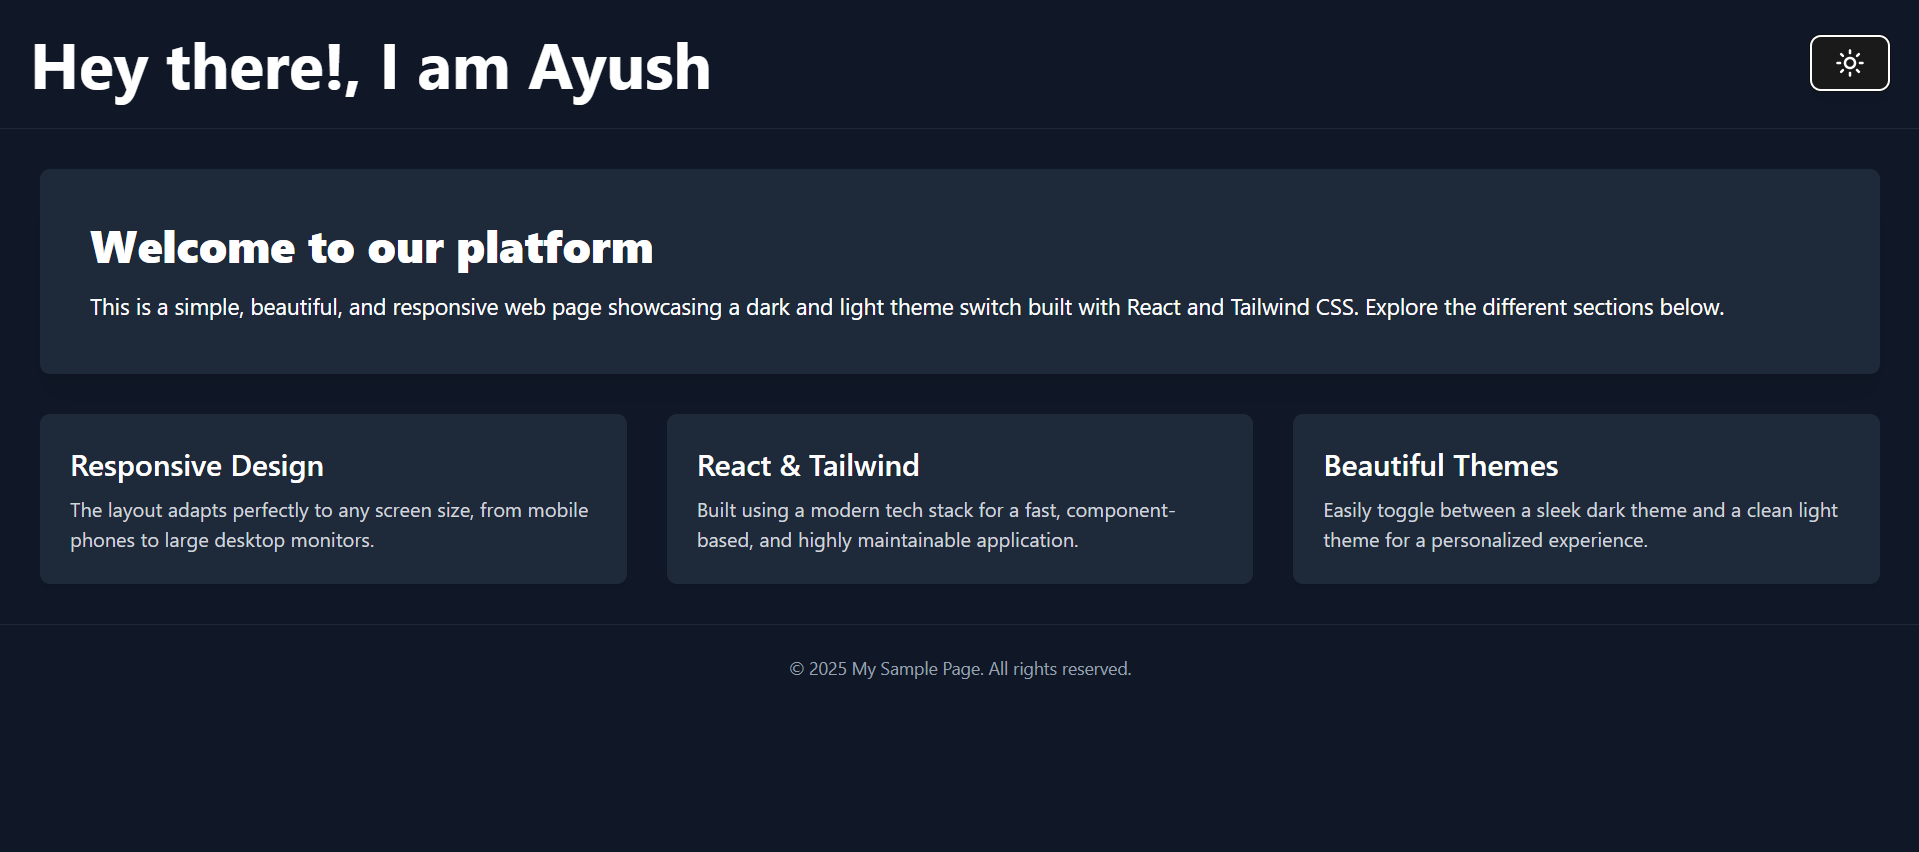 Hey there!, I am Ayush
Welcome to our platform
This is a simple, beautiful, and responsive web page showcasing a dark and light theme switch built with React and Tailwind CSS. Explore the different sections below.
Responsive Design
The layout adapts perfectly to any screen size, from mobile
phones to large desktop monitors.
React & Tailwind
Built using a modern tech stack for a fast, component-
based, and highly maintainable application.
Beautiful Themes
Easily toggle between a sleek dark theme and a clean light
theme for a personalized experience.
© 2025 My Sample Page. All rights reserved.